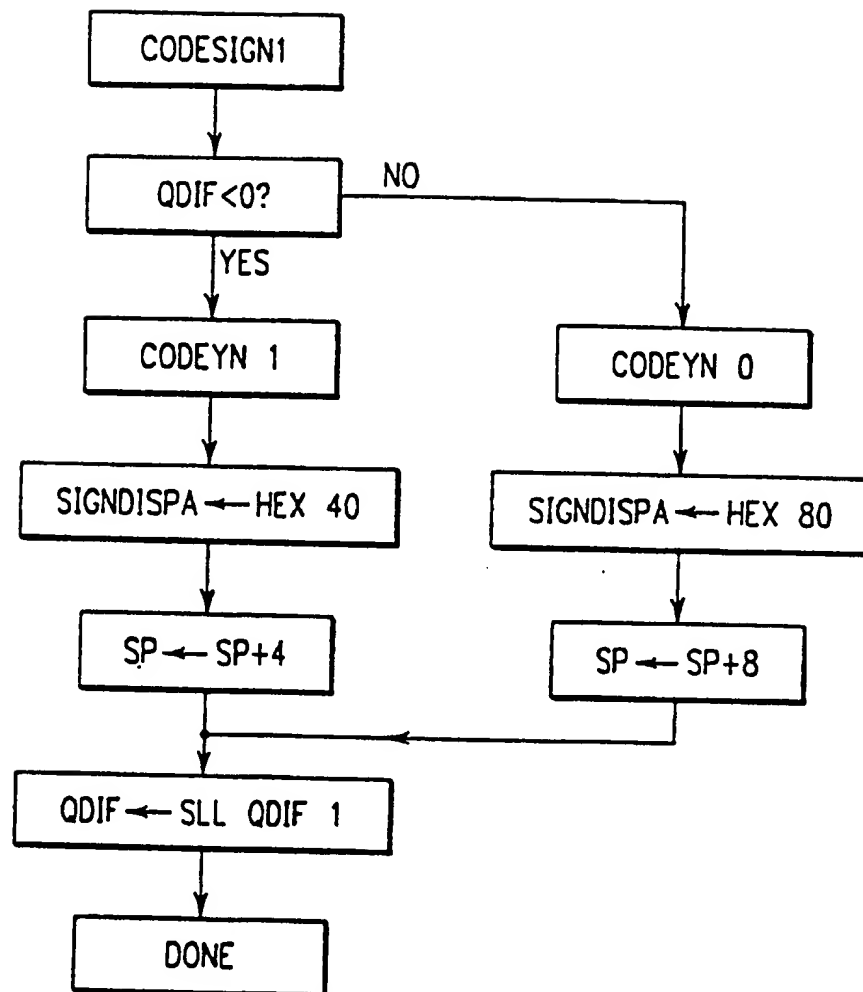 CODESIGN1
QDIF<0?
NO
YES
CODEYN 1
CODEYN 0
SIGNDISPA ← HEX 40
SIGNDISPA ← HEX 80
SP ← SP+4
SP ← SP+8
QDIF ← SLL QDIF 1
DONE